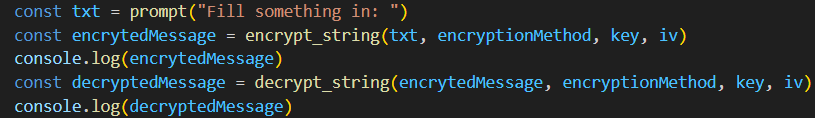 const txt = prompt("Fill something in: ")
const encrytedMessage = encrypt_string(txt, encryptionMethod, key, iv)
console.log(encrytedMessage)
const decryptedMessage = decrypt_string(encrytedMessage, encryptionMethod, key, iv)
console.log(decryptedMessage)